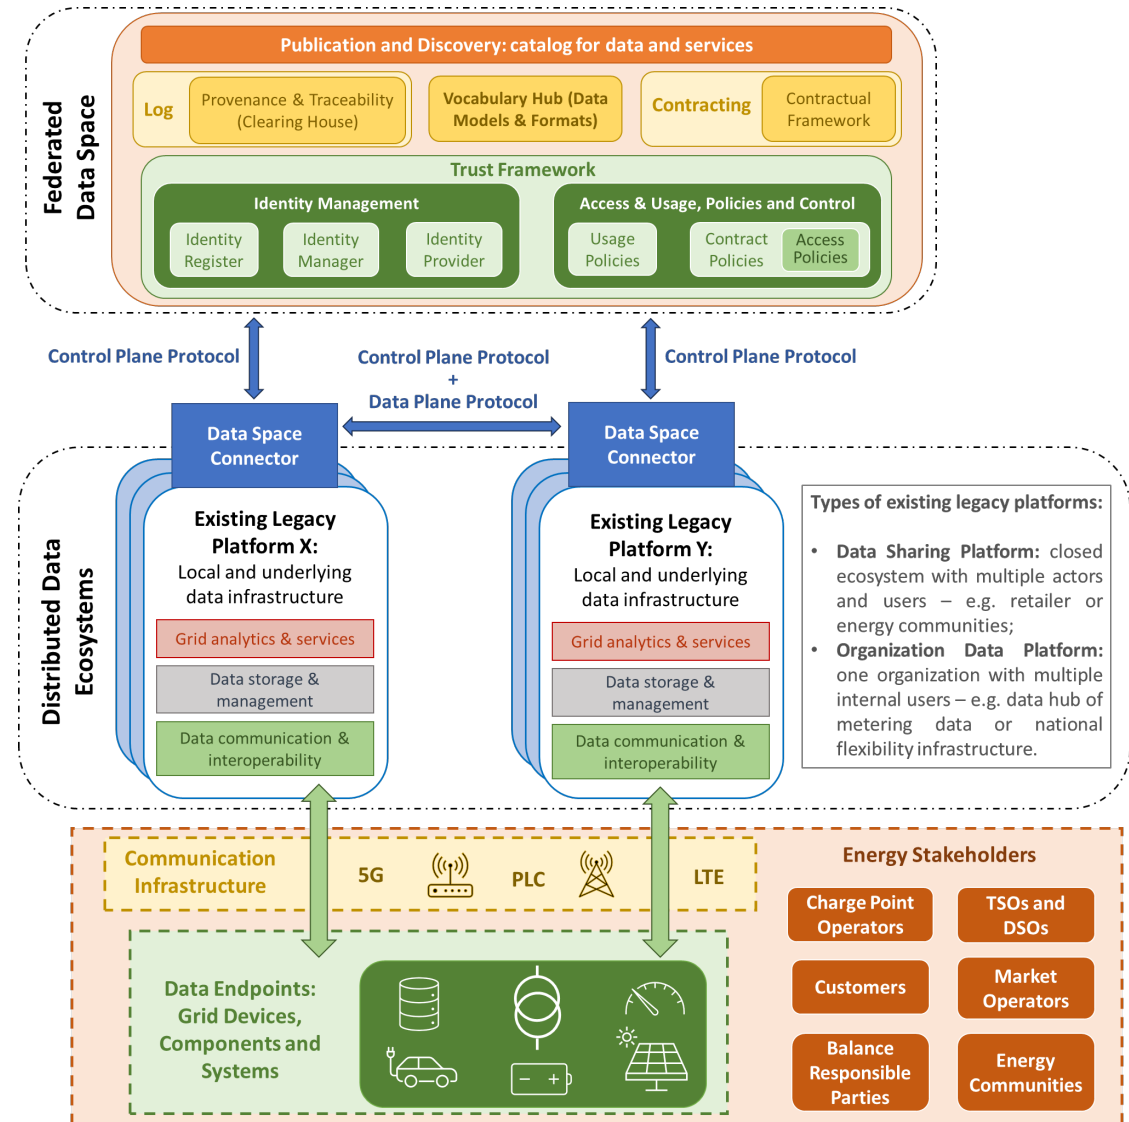 Publication and Discovery: catalog for data and services
Federated
Data Space
Log
Provenance & Traceability
(Clearing House)
Vocabulary Hub (Data
Models & Formats)
Contracting
Contractual
Framework
Trust Framework
Identity Management
Identity
Register
Identity
Manager
Identity
Provider
Access & Usage, Policies and Control
Usage
Policies
Contract
Policies
Access
Policies
Control Plane Protocol
Control Plane Protocol
+
Data Plane Protocol
Control Plane Protocol
Data Space
Connector
Data Space
Connector
Distributed Data
Ecosystems
Existing Legacy
Platform X:
Local and underlying
data infrastructure
Grid analytics & services
Data storage &
management
Data communication &
interoperability
Existing Legacy
Platform Y:
Local and underlying
data infrastructure
Grid analytics & services
Data storage &
management
Data communication &
interoperability
Types of existing legacy platforms:
• Data Sharing Platform: closed
ecosystem with multiple actors
and users – e.g. retailer or
energy communities;
• Organization Data Platform:
one organization with multiple
internal users – e.g. data hub of
metering data or national
flexibility infrastructure.
Communication
Infrastructure
5G
PLC
LTE
Data Endpoints:
Grid Devices,
Components and
Systems
Energy Stakeholders
Charge Point
Operators
TSOs and
DSOs
Customers
Market
Operators
Balance
Responsible
Parties
Energy
Communities